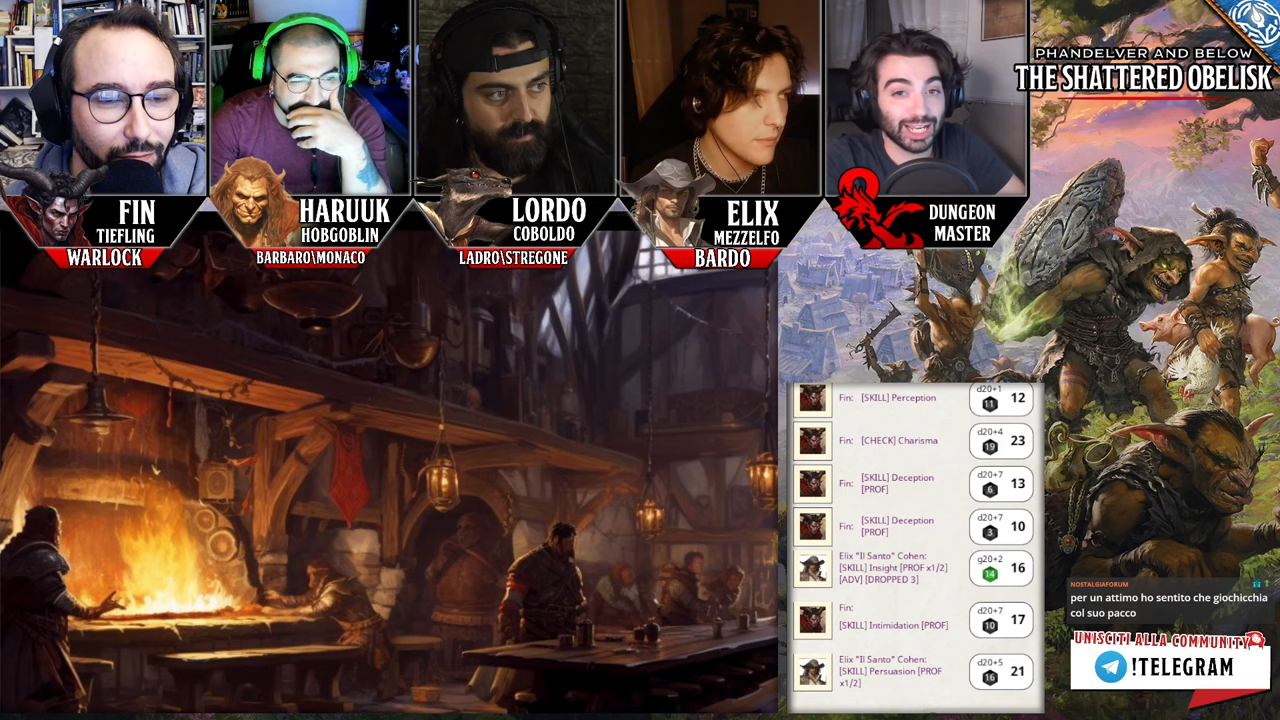 PHANDELVER AND BELOW
THE SHATTERED OBELISK
FIN
TIEFLING
WARLOCK
HARUUK
HOBGOBLIN
BARBARO\MONACO
LORDO
COBOLDO
LADRO\STREGONE
ELIX
MEZZELFO
BARDO
DUNGEON
MASTER
Fin: [SKILL] Perception
d20+1
11
12
Fin: [CHECK] Charisma
d20+4
19
23
Fin: [SKILL] Deception
[PROF]
d20+7
6
13
Fin: [SKILL] Deception
[PROF]
d20+7
3
10
Elix "Il Santo" Cohen:
[SKILL] Insight [PROF x1/2]
[ADV] [DROPPED 3]
g20+2
14
16
Fin:
[SKILL] Intimidation [PROF]
d20+7
10
17
Elix "Il Santo" Cohen:
[SKILL] Persuasion [PROF
x1/2]
d20+5
16
21
NOSTALGIAFORUM
per un attimo ho sentito che giochicchia
col suo pacco
UNISCITI ALLA COMMUNITY
!TELEGRAM